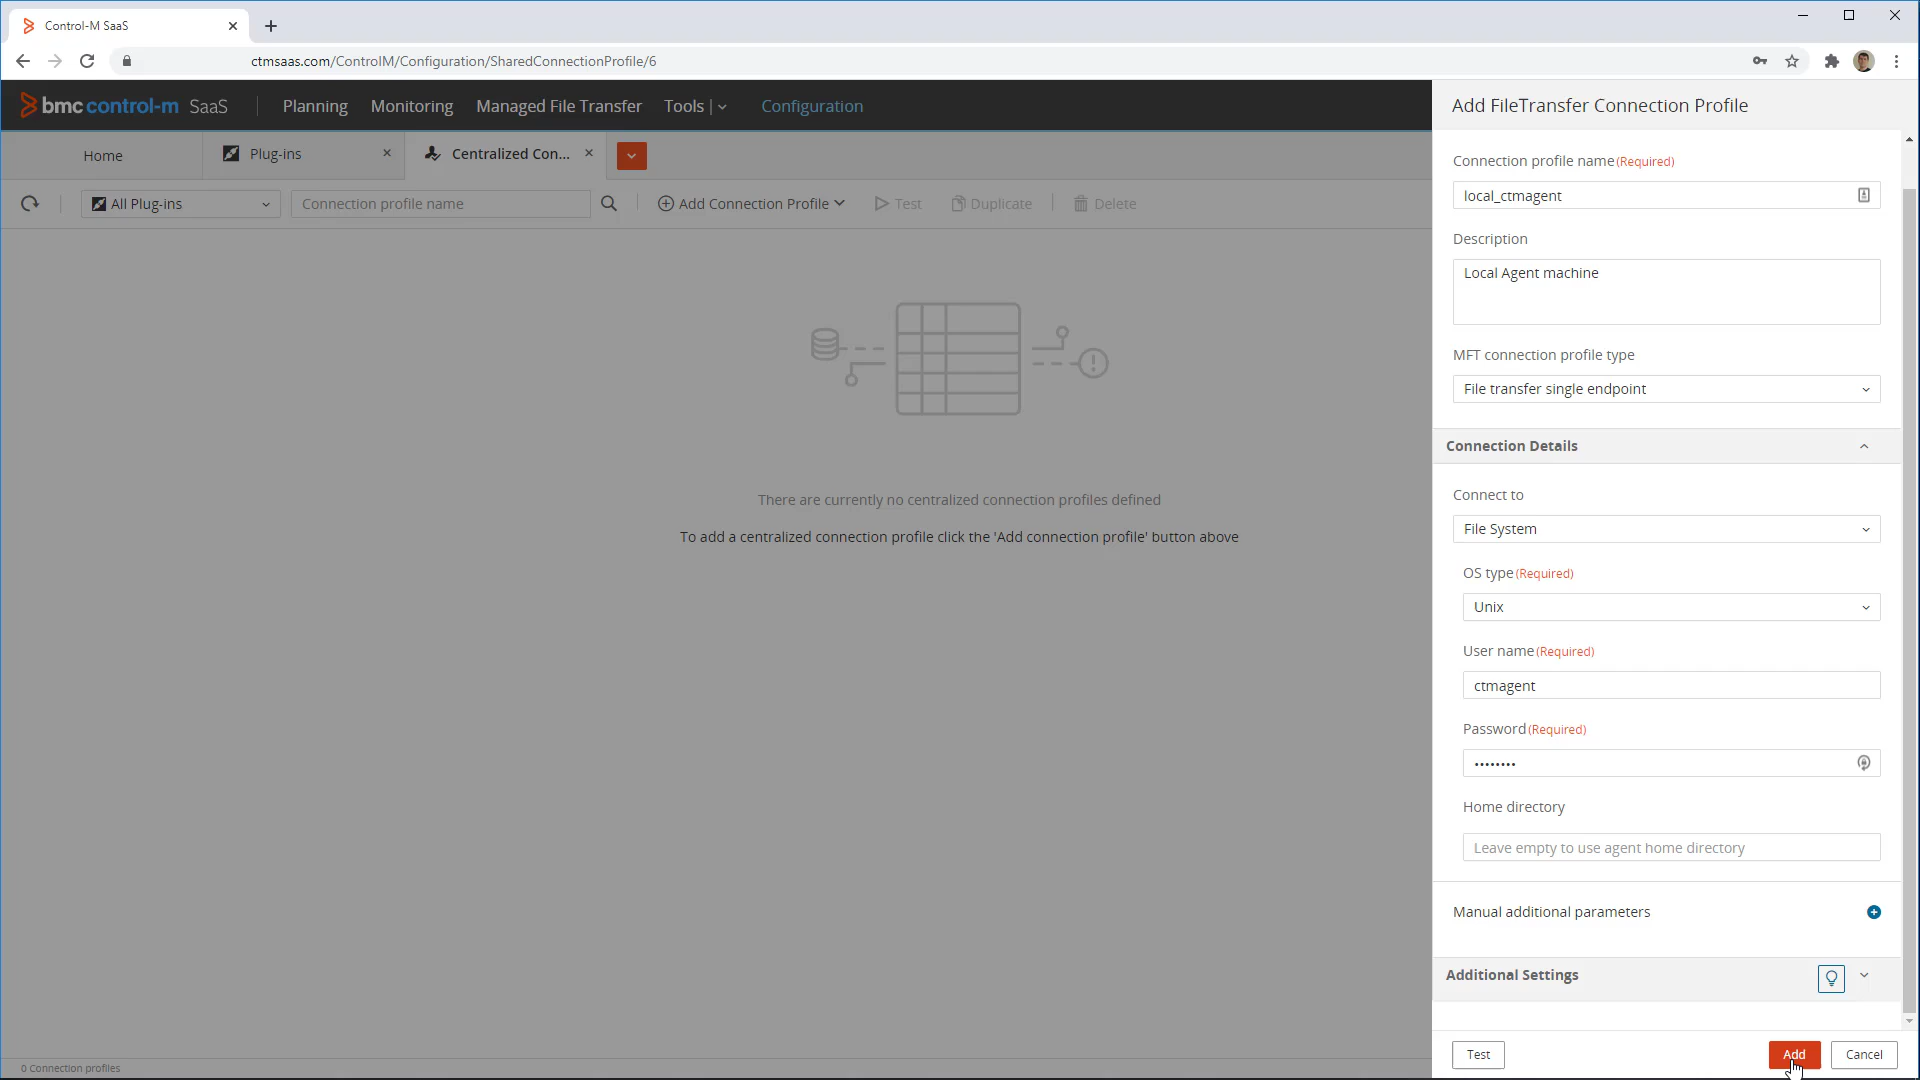 Control-M SaaS
ctmsaas.com/ControlM/Configuration/SharedConnectionProfile/6
bmc control-m SaaS
Planning
Monitoring
Managed File Transfer
Tools
Configuration
Add FileTransfer Connection Profile
Home
Plug-ins
Centralized Con...
All Plug-ins
Connection profile name
Add Connection Profile
Test
Duplicate
Delete
There are currently no centralized connection profiles defined
To add a centralized connection profile click the 'Add connection profile' button above
Connection profile name (Required)
local_ctmagent
Description
Local Agent machine
MFT connection profile type
File transfer single endpoint
Connection Details
Connect to
File System
OS type (Required)
Unix
User name (Required)
ctmagent
Password (Required)
••••••••
Home directory
Leave empty to use agent home directory
Manual additional parameters
Additional Settings
Test
Add
Cancel
0 Connection profiles